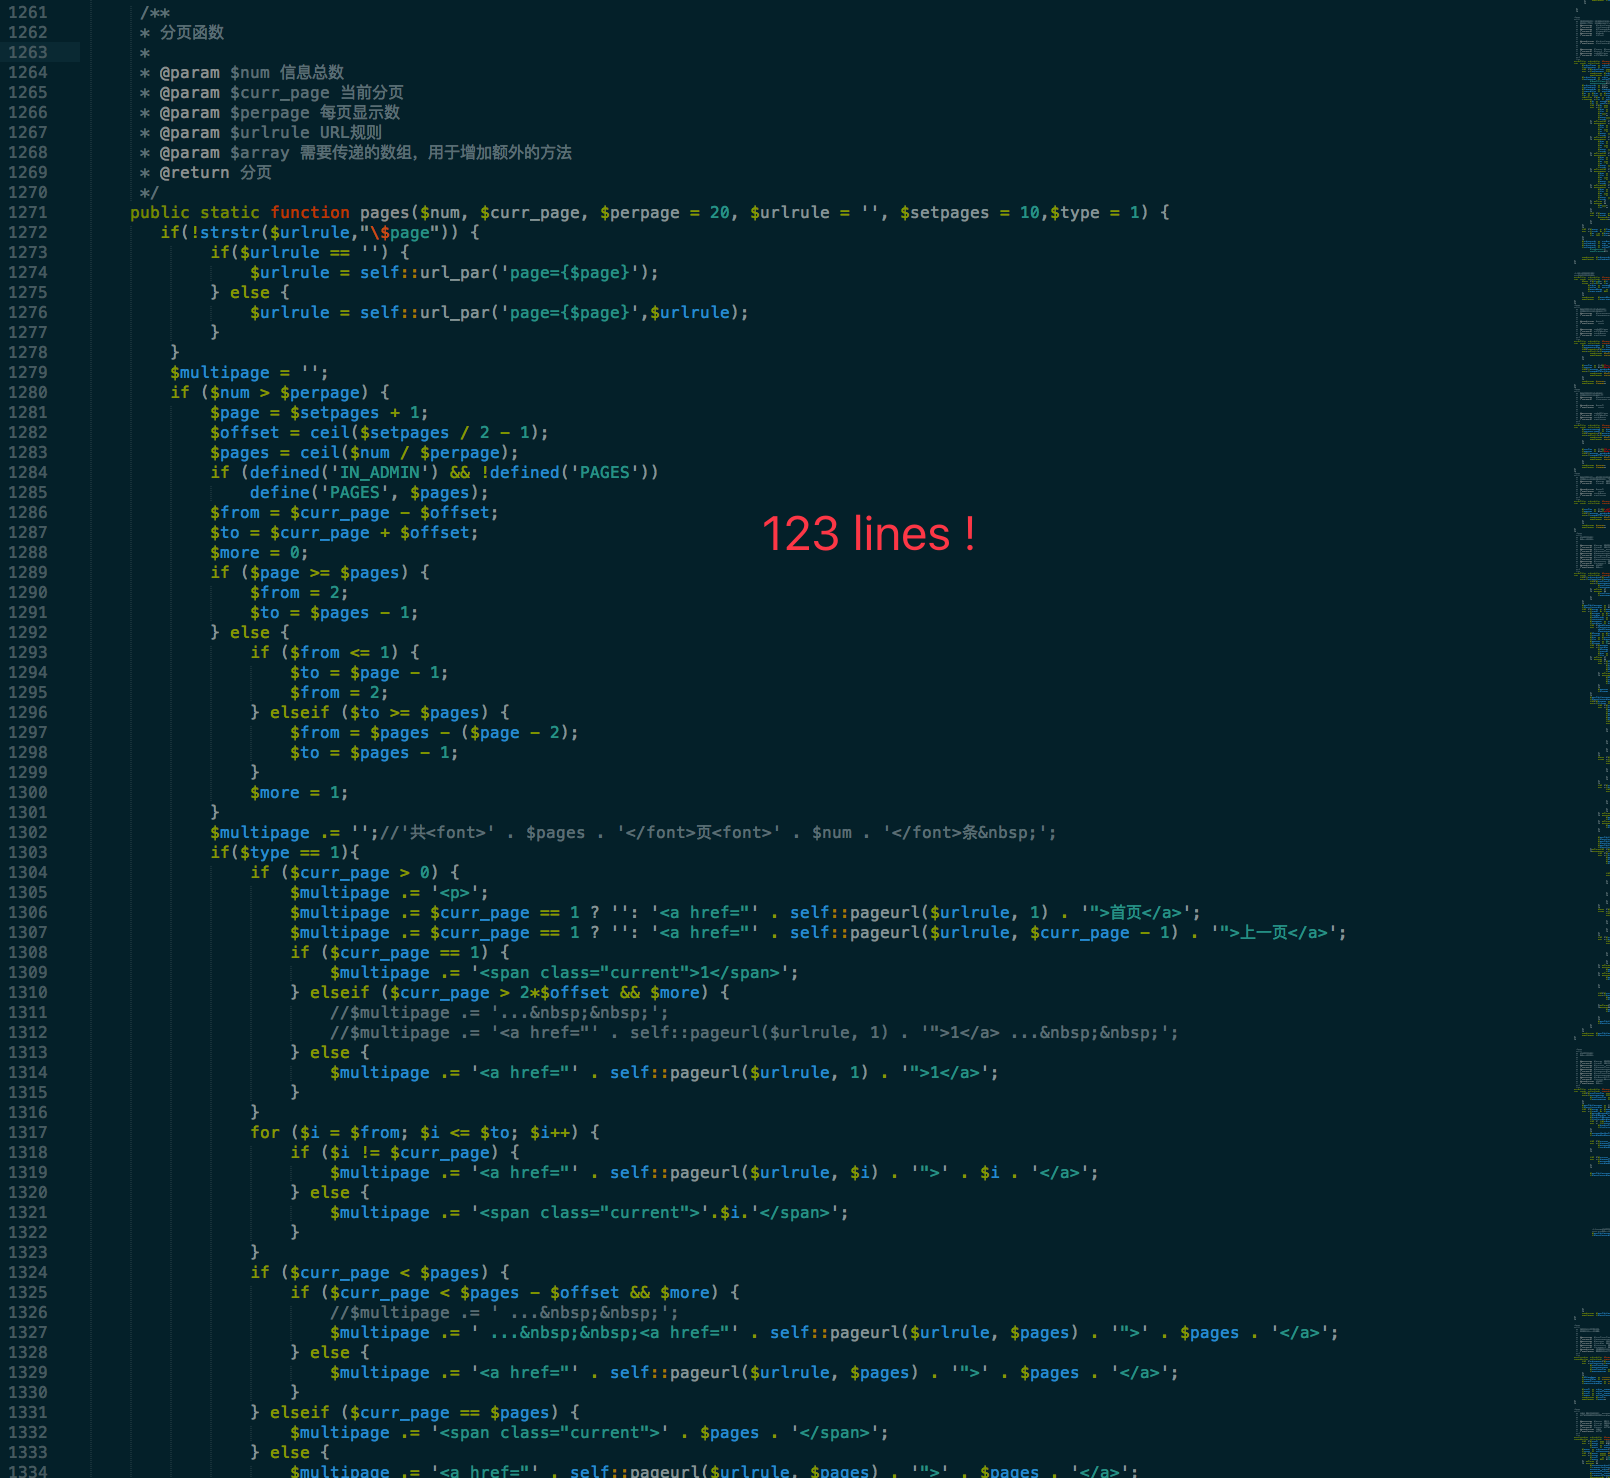 1261 /**
1262 * 分页函数
1263 *
1264 * @param $num 信息总数
1265 * @param $curr_page 当前分页
1266 * @param $perpage 每页显示数
1267 * @param $urlrule URL规则
1268 * @param $array 需要传递的数组，用于增加额外的方法
1269 * @return 分页
1270 */
1271 public static function pages($num, $curr_page, $perpage = 20, $urlrule = '', $setpages = 10,$type = 1) {
1272 if(!strstr($urlrule,"\$page")) {
1273 if($urlrule == '') {
1274 $urlrule = self::url_par('page={$page}');
1275 } else {
1276 $urlrule = self::url_par('page={$page}',$urlrule);
1277 }
1278 }
1279 $multipage = '';
1280 if ($num > $perpage) {
1281 $page = $setpages + 1;
1282 $offset = ceil($setpages / 2 - 1);
1283 $pages = ceil($num / $perpage);
1284 if (defined('IN_ADMIN') && !defined('PAGES'))
1285 define('PAGES', $pages);
1286 $from = $curr_page - $offset;
1287 $to = $curr_page + $offset;
123 lines !
1288 $more = 0;
1289 if ($page >= $pages) {
1290 $from = 2;
1291 $to = $pages - 1;
1292 } else {
1293 if ($from <= 1) {
1294 $to = $page - 1;
1295 $from = 2;
1296 } elseif ($to >= $pages) {
1297 $from = $pages - ($page - 2);
1298 $to = $pages - 1;
1299 }
1300 $more = 1;
1301 }
1302 $multipage .= '';//'共<font>' . $pages . '</font>页<font>' . $num . '</font>条&nbsp;';
1303 if($type == 1){
1304 if ($curr_page > 0) {
1305 $multipage .= '<p>';
1306 $multipage .= $curr_page == 1 ? '': '<a href="' . self::pageurl($urlrule, 1) . '">首页</a>';
1307 $multipage .= $curr_page == 1 ? '': '<a href="' . self::pageurl($urlrule, $curr_page - 1) . '">上一页</a>';
1308 if ($curr_page == 1) {
1309 $multipage .= '<span class="current">1</span>';
1310 } elseif ($curr_page > 2*$offset && $more) {
1311 //$multipage .= '...&nbsp;&nbsp;';
1312 //$multipage .= '<a href="' . self::pageurl($urlrule, 1) . '">1</a> ...&nbsp;&nbsp;';
1313 } else {
1314 $multipage .= '<a href="' . self::pageurl($urlrule, 1) . '">1</a>';
1315 }
1316 }
1317 for ($i = $from; $i <= $to; $i++) {
1318 if ($i != $curr_page) {
1319 $multipage .= '<a href="' . self::pageurl($urlrule, $i) . '">' . $i . '</a>';
1320 } else {
1321 $multipage .= '<span class="current">'.$i.'</span>';
1322 }
1323 }
1324 if ($curr_page < $pages) {
1325 if ($curr_page < $pages - $offset && $more) {
1326 //$multipage .= ' ...&nbsp;&nbsp;';
1327 $multipage .= ' ...&nbsp;&nbsp;<a href="' . self::pageurl($urlrule, $pages) . '">' . $pages . '</a>';
1328 } else {
1329 $multipage .= '<a href="' . self::pageurl($urlrule, $pages) . '">' . $pages . '</a>';
1330 }
1331 } elseif ($curr_page == $pages) {
1332 $multipage .= '<span class="current">' . $pages . '</span>';
1333 } else {
1334 $multipage .= '<a href="' . self::pageurl($urlrule, $pages) . '">' . $pages . '</a>';